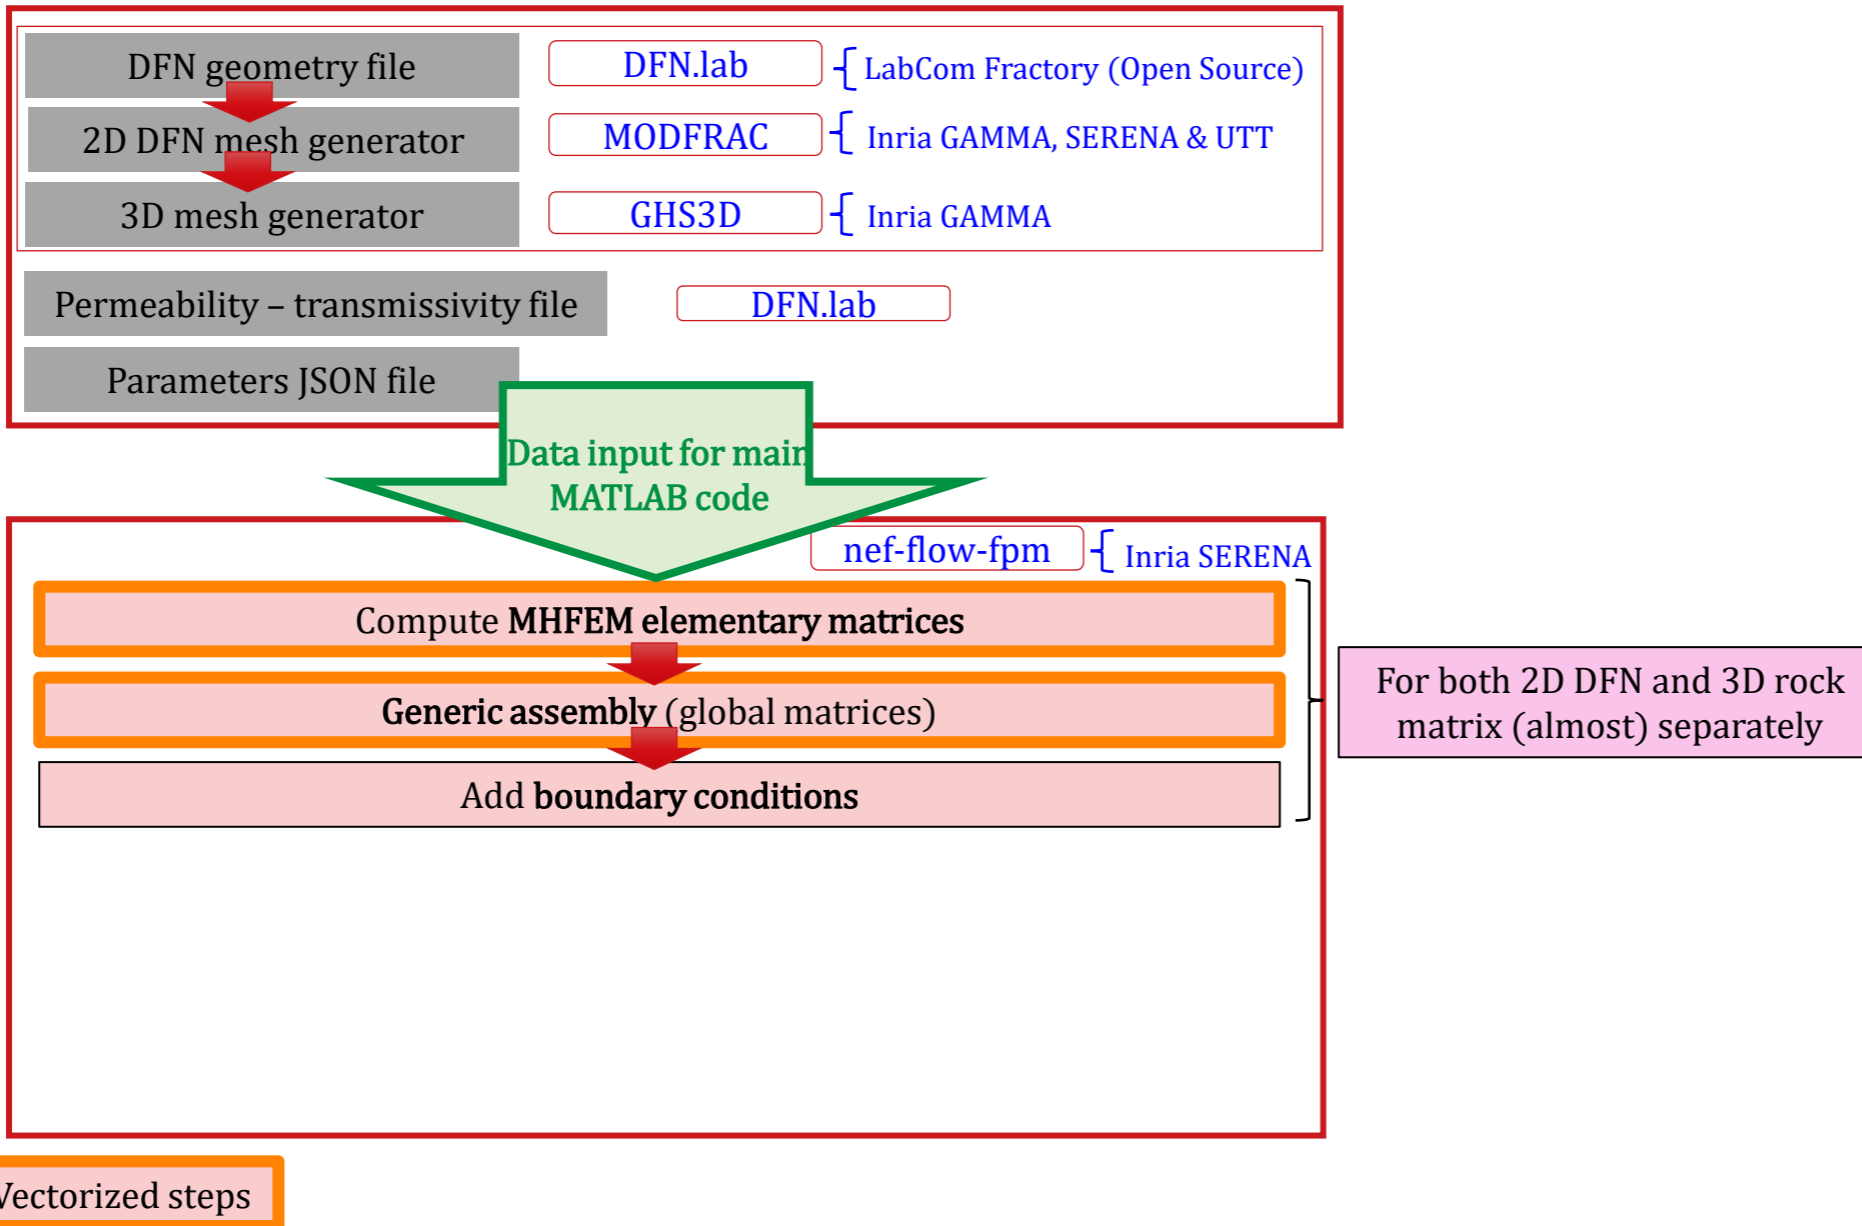 DFN geometry file
DFN.lab
LabCom Fractory (Open Source)
2D DFN mesh generator
MODFRAC
Inria GAMMA, SERENA & UTT
3D mesh generator
GHS3D
Inria GAMMA
Permeability – transmissivity file
DFN.lab
Parameters JSON file
Data input for main
MATLAB code
nef-flow-fpm
Inria SERENA
Compute MHFEM elementary matrices
Generic assembly (global matrices)
Add boundary conditions
For both 2D DFN and 3D rock
matrix (almost) separately
Vectorized steps